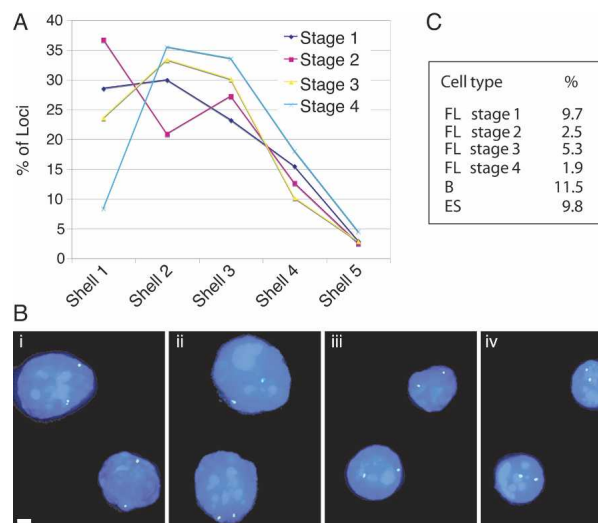 A
40
35
30
25
20
15
10
5
0
% of Loci
Stage 1
Stage 2
Stage 3
Stage 4
Shell 1
Shell 2
Shell 3
Shell 4
Shell 5
C
Cell type %
FL stage 1 9.7
FL stage 2 2.5
FL stage 3 5.3
FL stage 4 1.9
B 11.5
ES 9.8
B
i
ii
iii
iv